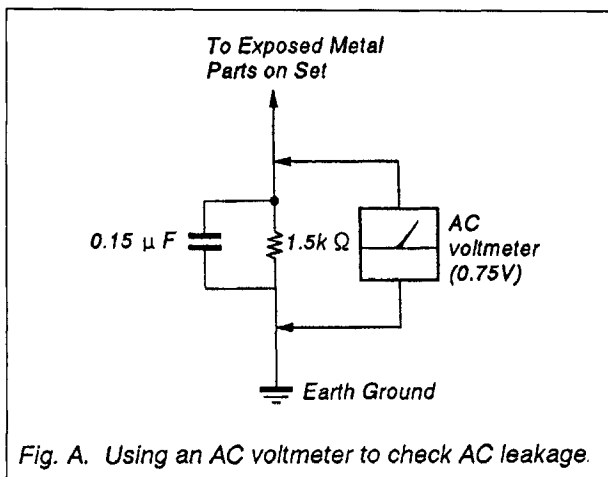 To Exposed Metal
Parts on Set
0.15 μ F
1.5k Ω
AC
voltmeter
(0.75V)
Earth Ground
Fig. A. Using an AC voltmeter to check AC leakage.